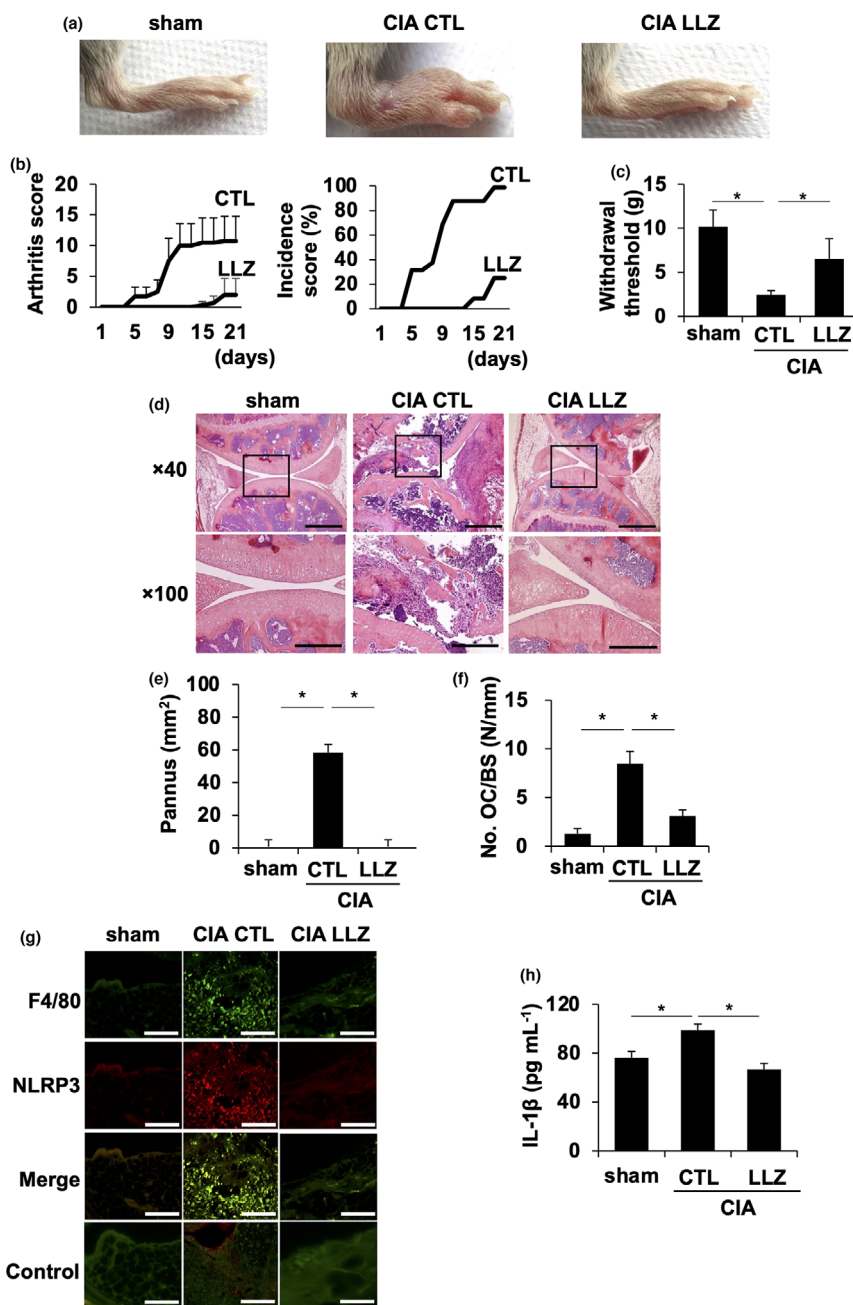 (a)
sham CIA CTL CIA LLZ
(b)
Arthritis score
20
15
10
5
0
CTL
LLZ
1 5 9 15 21
(days)
Incidence
score (%)
100
80
60
40
20
0
CTL
LLZ
1 5 9 15 21
(days)
(c)
Withdrawal
threshold (g)
15
10
5
0
* *
sham CTL LLZ
CIA
(d)
sham CIA CTL CIA LLZ
×40
×100
(e)
Pannus (mm²)
100
80
60
40
20
0
* *
sham CTL LLZ
CIA
(f)
No. OC/BS (N/mm)
15
10
5
0
* *
sham CTL LLZ
CIA
(g)
sham CIA CTL CIA LLZ
F4/80
NLRP3
Merge
Control
(h)
IL-1β (pg mL⁻¹)
120
80
40
0
* *
sham CTL LLZ
CIA